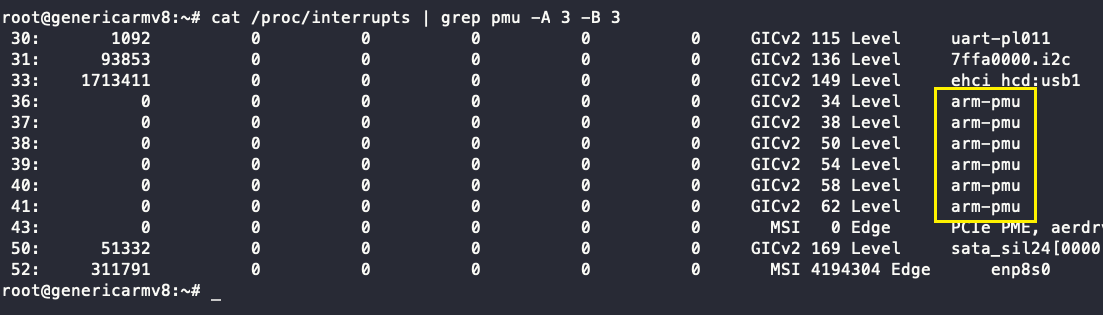 root@genericarmv8:~# cat /proc/interrupts | grep pmu -A 3 -B 3
30: 1092 0 0 0 0 0 GICv2 115 Level uart-pl011
31: 93853 0 0 0 0 0 GICv2 136 Level 7ffa0000.i2c
33: 1713411 0 0 0 0 0 GICv2 149 Level ehci_hcd:usb1
36: 0 0 0 0 0 0 GICv2 34 Level arm-pmu
37: 0 0 0 0 0 0 GICv2 38 Level arm-pmu
38: 0 0 0 0 0 0 GICv2 50 Level arm-pmu
39: 0 0 0 0 0 0 GICv2 54 Level arm-pmu
40: 0 0 0 0 0 0 GICv2 58 Level arm-pmu
41: 0 0 0 0 0 0 GICv2 62 Level arm-pmu
43: 0 0 0 0 0 0 MSI 0 Edge PCIe PME, aerdrv
50: 51332 0 0 0 0 0 GICv2 169 Level sata_sil24[0000
52: 311791 0 0 0 0 0 MSI 4194304 Edge enp8s0
root@genericarmv8:~# _